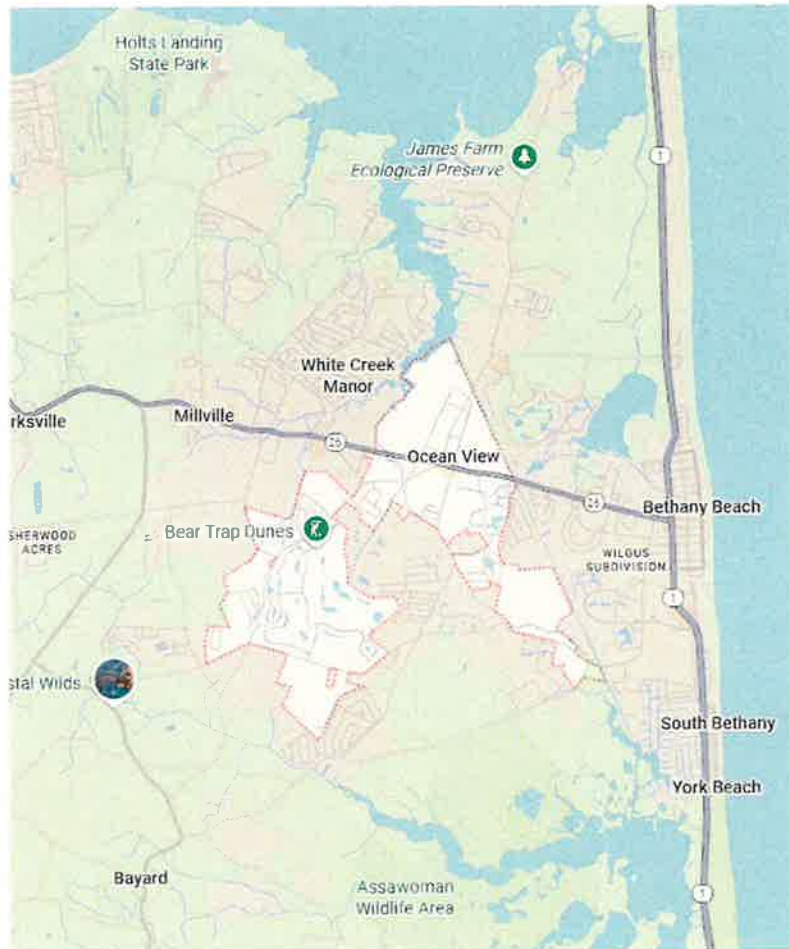 Holts Landing
State Park
1
James Farm
Ecological Preserve
White Creek
Manor
rksville
Millville
26
Ocean View
26
Bethany Beach
SHERWOOD
ACRES
Bear Trap Dunes
WILGUS
SUBDIVISION
1
stal Wilds
South Bethany
York Beach
Bayard
Assawoman
Wildlife Area
1